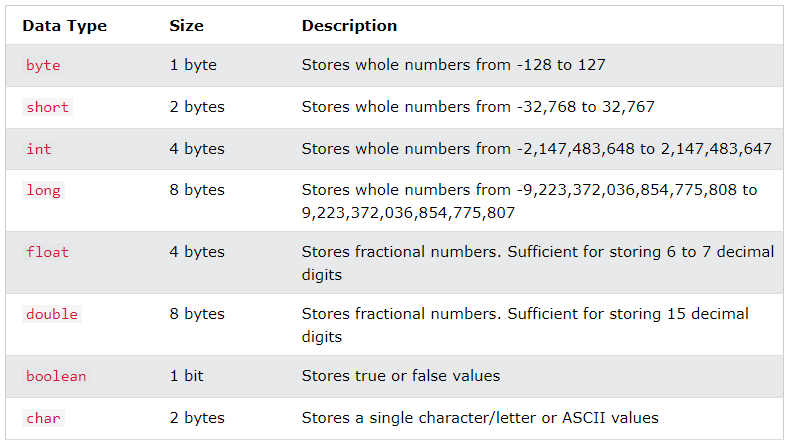 Data Type Size Description
byte 1 byte Stores whole numbers from -128 to 127
short 2 bytes Stores whole numbers from -32,768 to 32,767
int 4 bytes Stores whole numbers from -2,147,483,648 to 2,147,483,647
long 8 bytes Stores whole numbers from -9,223,372,036,854,775,808 to
9,223,372,036,854,775,807
float 4 bytes Stores fractional numbers. Sufficient for storing 6 to 7 decimal
digits
double 8 bytes Stores fractional numbers. Sufficient for storing 15 decimal
digits
boolean 1 bit Stores true or false values
char 2 bytes Stores a single character/letter or ASCII values